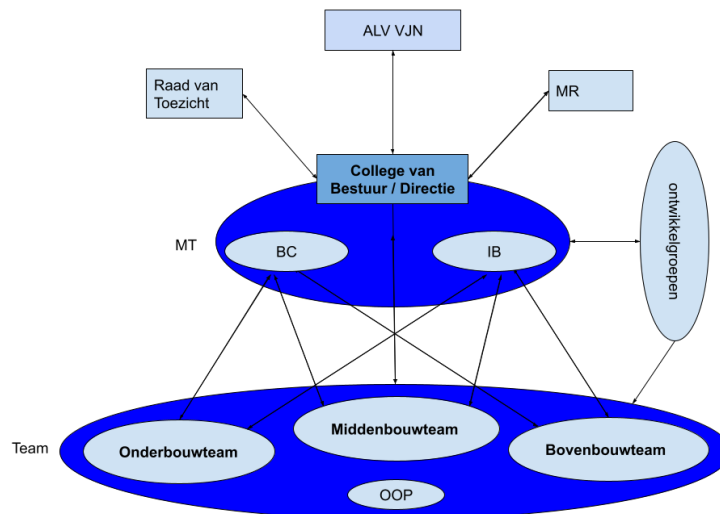 ALV VJN
Raad van
Toezicht
MR
College van
Bestuur / Directie
ontwikkelgroepen
MT
BC
IB
Team
Onderbouwteam
Middenbouwteam
Bovenbouwteam
OOP